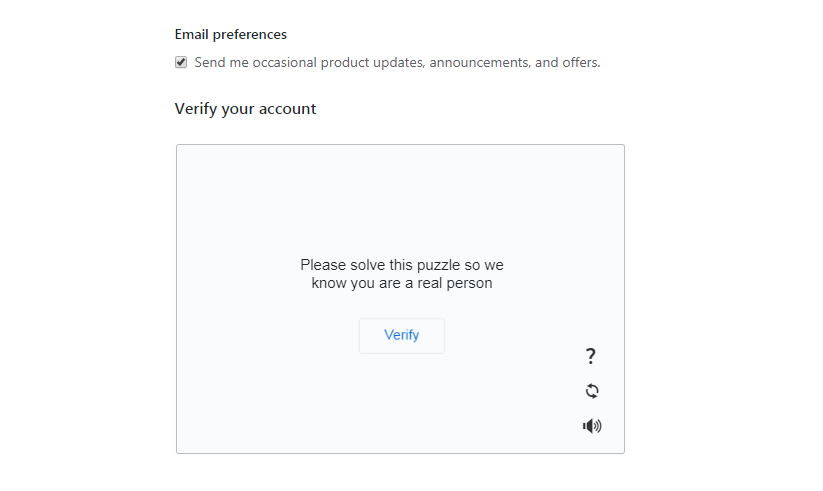 Email preferences
Send me occasional product updates, announcements, and offers.
Verify your account
Please solve this puzzle so we
know you are a real person
Verify
?